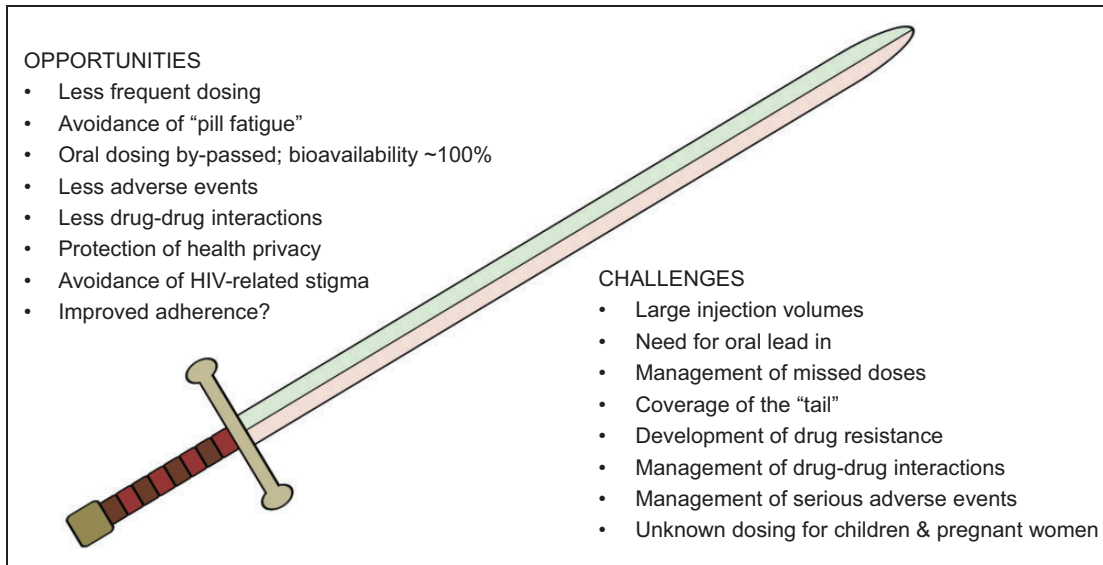 OPPORTUNITIES
• Less frequent dosing
• Avoidance of “pill fatigue”
• Oral dosing by-passed; bioavailability ~100%
• Less adverse events
• Less drug-drug interactions
• Protection of health privacy
• Avoidance of HIV-related stigma
• Improved adherence?
CHALLENGES
• Large injection volumes
• Need for oral lead in
• Management of missed doses
• Coverage of the “tail”
• Development of drug resistance
• Management of drug-drug interactions
• Management of serious adverse events
• Unknown dosing for children & pregnant women